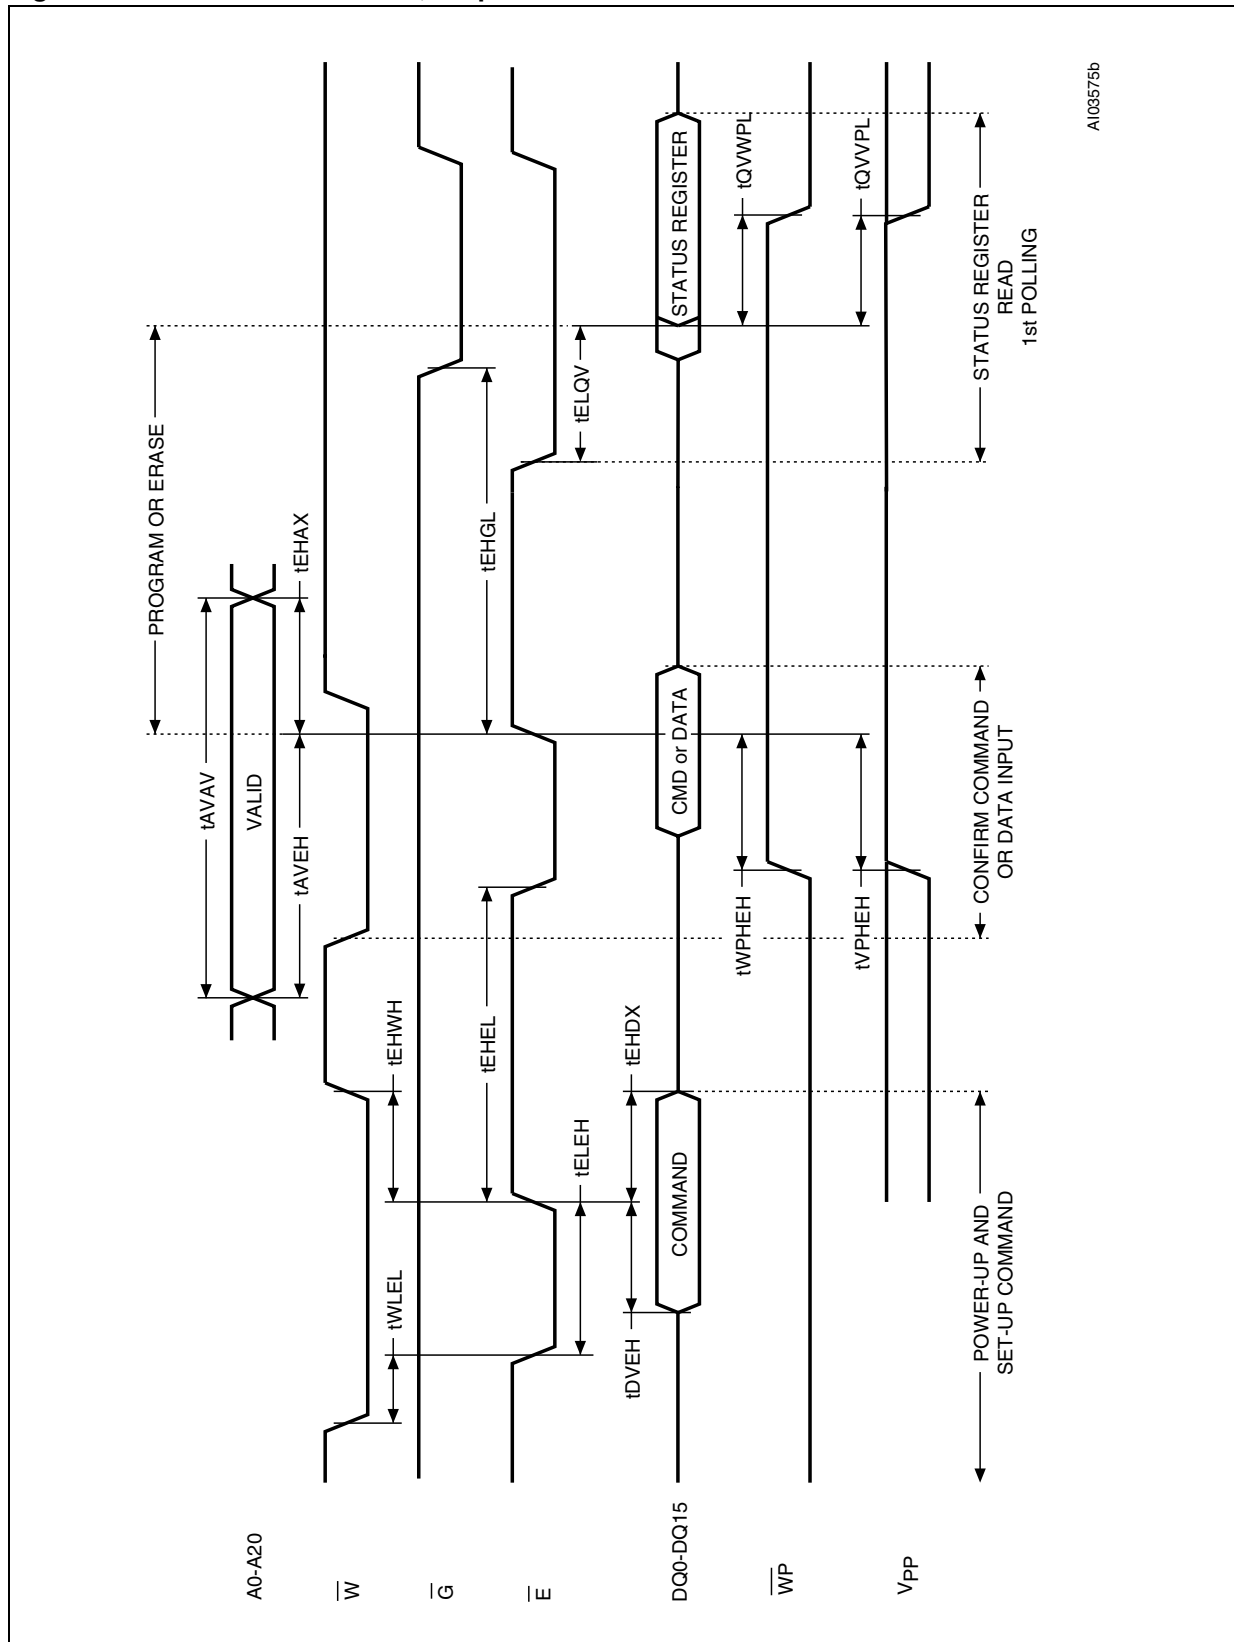 PROGRAM OR ERASE
tAVAV
A0-A20
VALID
tAVEH
tEHAX
W
tWLEL
tEHWH
G
tEHEL
tEHGL
E
tELEH
tELQV
tDVEH
tEHDX
DQ0-DQ15
COMMAND
CMD or DATA
STATUS REGISTER
tWPHEH
tQVWPL
WP
tVPHEH
tQVVPL
VPP
POWER-UP AND
SET-UP COMMAND
CONFIRM COMMAND
OR DATA INPUT
STATUS REGISTER
READ
1st POLLING
AI03575b